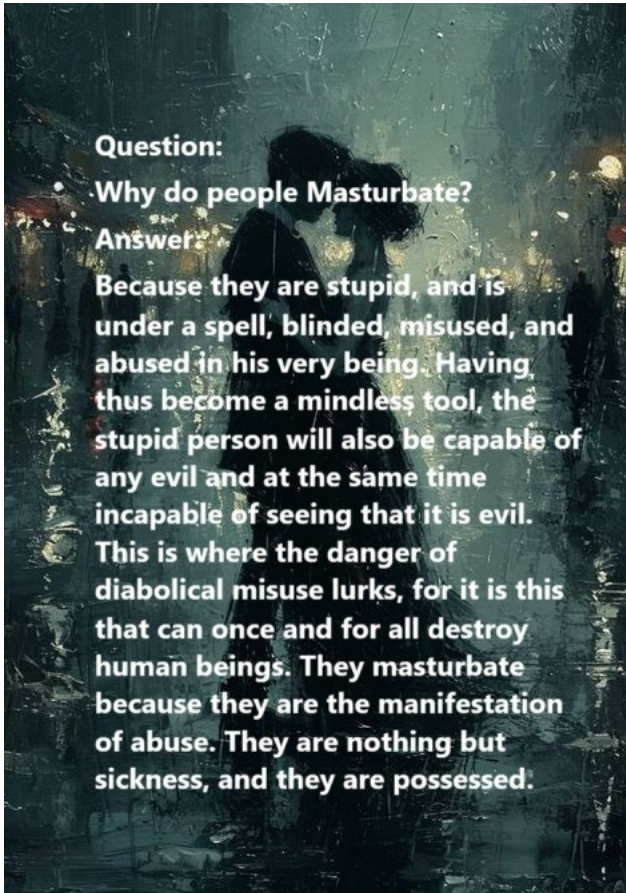 Question:
Why do people Masturbate?
Answer:
Because they are stupid, and is
under a spell, blinded, misused, and
abused in his very being. Having,
thus become a mindless tool, the
stupid person will also be capable of
any evil and at the same time
incapable of seeing that it is evil.
This is where the danger of
diabolical misuse lurks, for it is this
that can once and for all destroy
human beings. They masturbate
because they are the manifestation
of abuse. They are nothing but
sickness, and they are possessed.